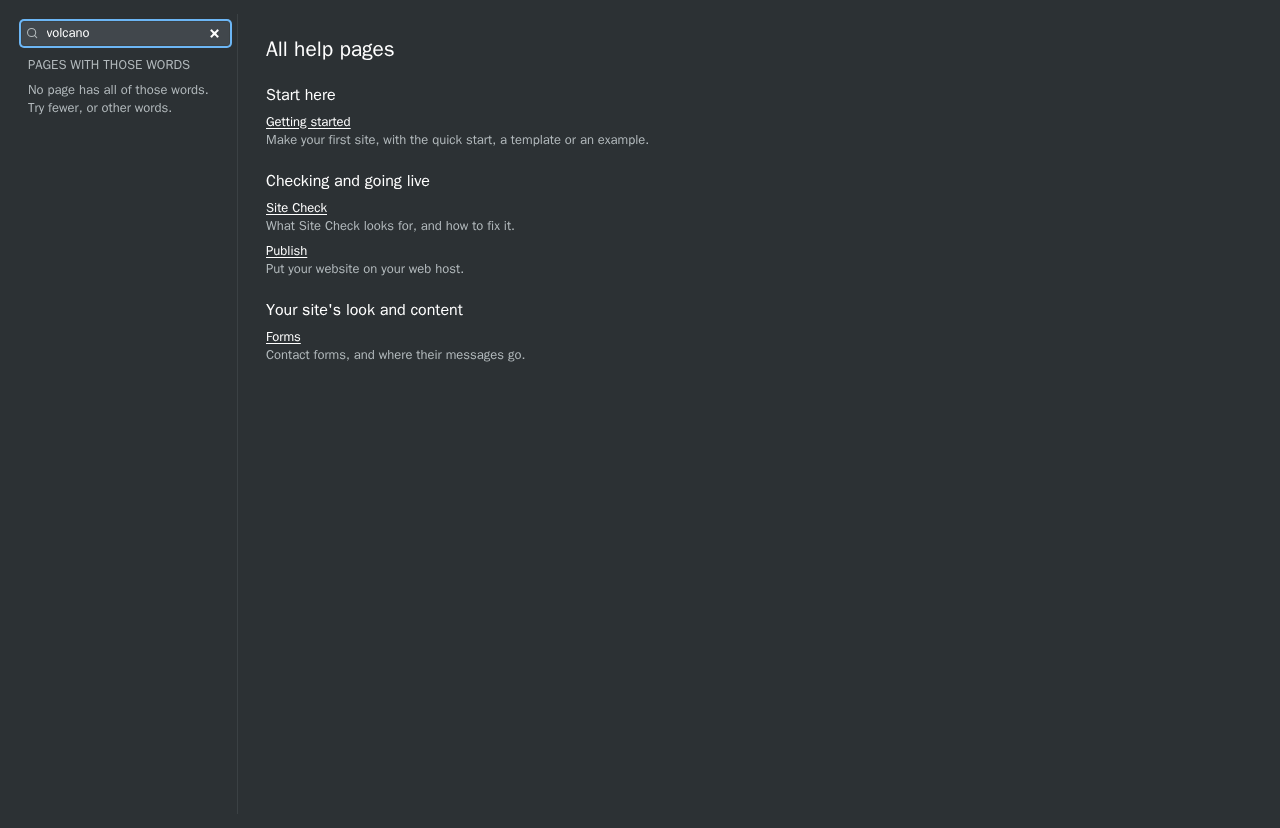 volcano
PAGES WITH THOSE WORDS
No page has all of those words.
Try fewer, or other words.
All help pages
Start here
Getting started
Make your first site, with the quick start, a template or an example.
Checking and going live
Site Check
What Site Check looks for, and how to fix it.
Publish
Put your website on your web host.
Your site's look and content
Forms
Contact forms, and where their messages go.